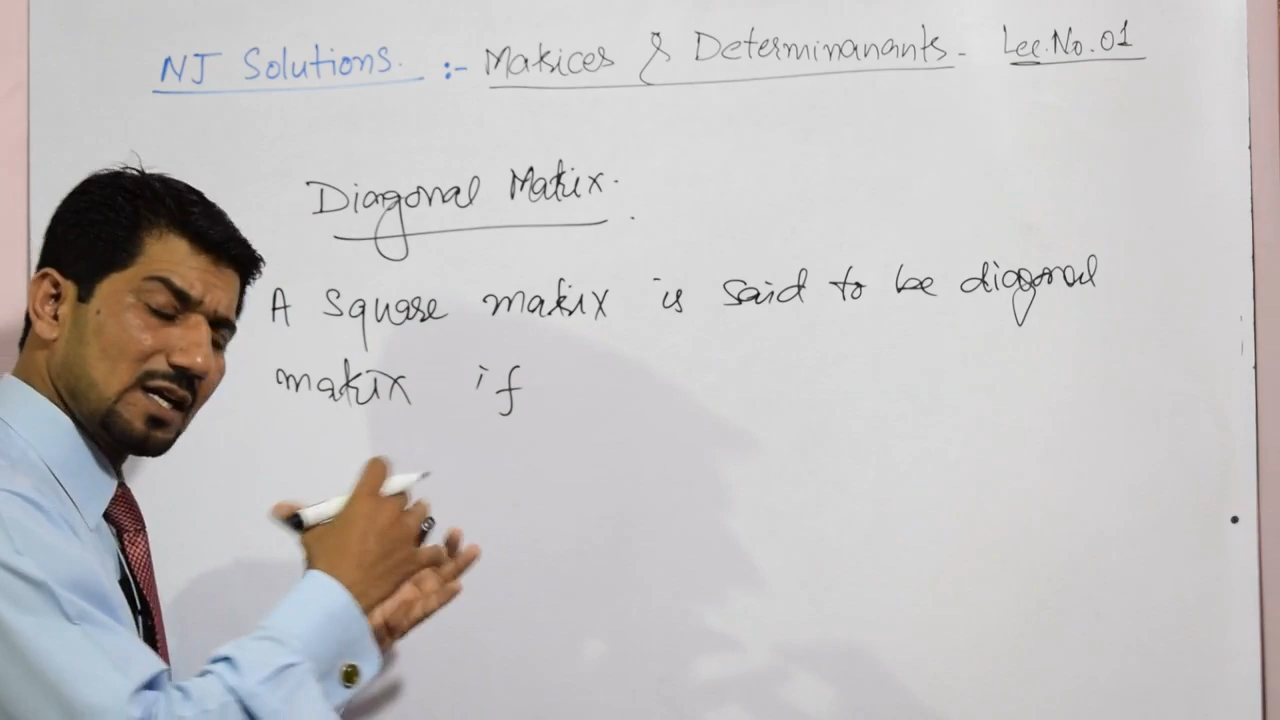 NJ Solutions. :- Matrices & Determinanants - Lec.No.01
Diagonal Matrix.
A square matrix is said to be diagonal
matrix if